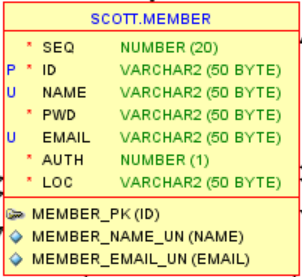 SCOTT.MEMBER
* SEQ NUMBER (20)
P * ID VARCHAR2 (50 BYTE)
U NAME VARCHAR2 (50 BYTE)
* PWD VARCHAR2 (50 BYTE)
U EMAIL VARCHAR2 (50 BYTE)
* AUTH NUMBER (1)
* LOC VARCHAR2 (50 BYTE)
MEMBER_PK (ID)
MEMBER_NAME_UN (NAME)
MEMBER_EMAIL_UN (EMAIL)